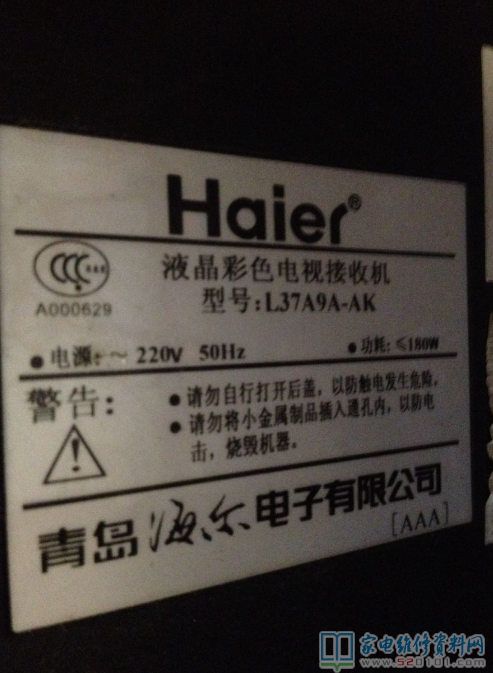 Haier®
液晶彩色电视接收机
CCC
A000629
型号:L37A9A-AK
●电源:~ 220V 50Hz
●功耗:≤180W
警告:
●请勿自行打开后盖,以防触电发生危险,
●请勿将小金属制品插入通孔内,以防电
击,烧毁机器。
青岛海尔电子有限公司
[AAA]
家电维修资料网
www.520101.com